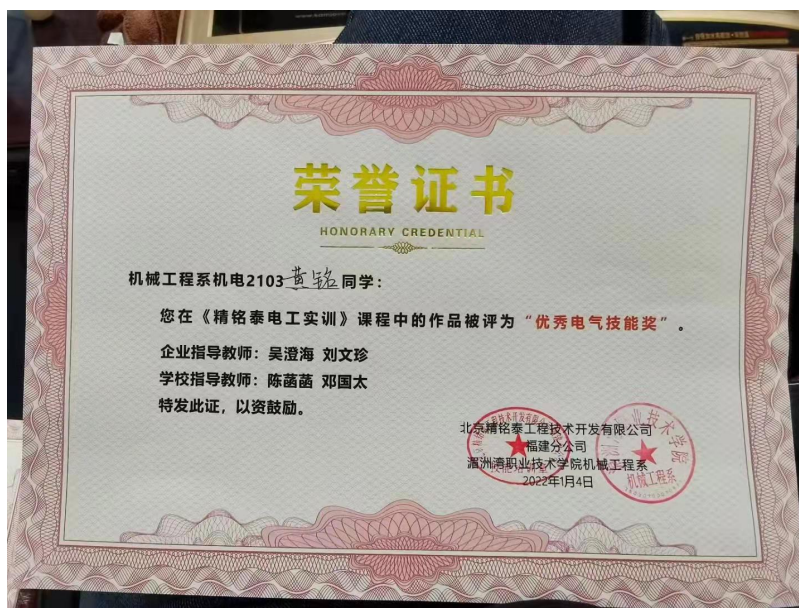 荣誉证书
HONORARY CREDENTIAL
机械工程系机电2103黄铭同学：
您在《精铭泰电工实训》课程中的作品被评为“优秀电气技能奖”。
企业指导教师：吴澄海 刘文珍
学校指导教师：陈菡菡 邓国太
特发此证，以资鼓励。
北京精铭泰工程技术开发有限公司
福建分公司
湄洲湾职业技术学院机械工程系
2022年1月4日
机械工程系